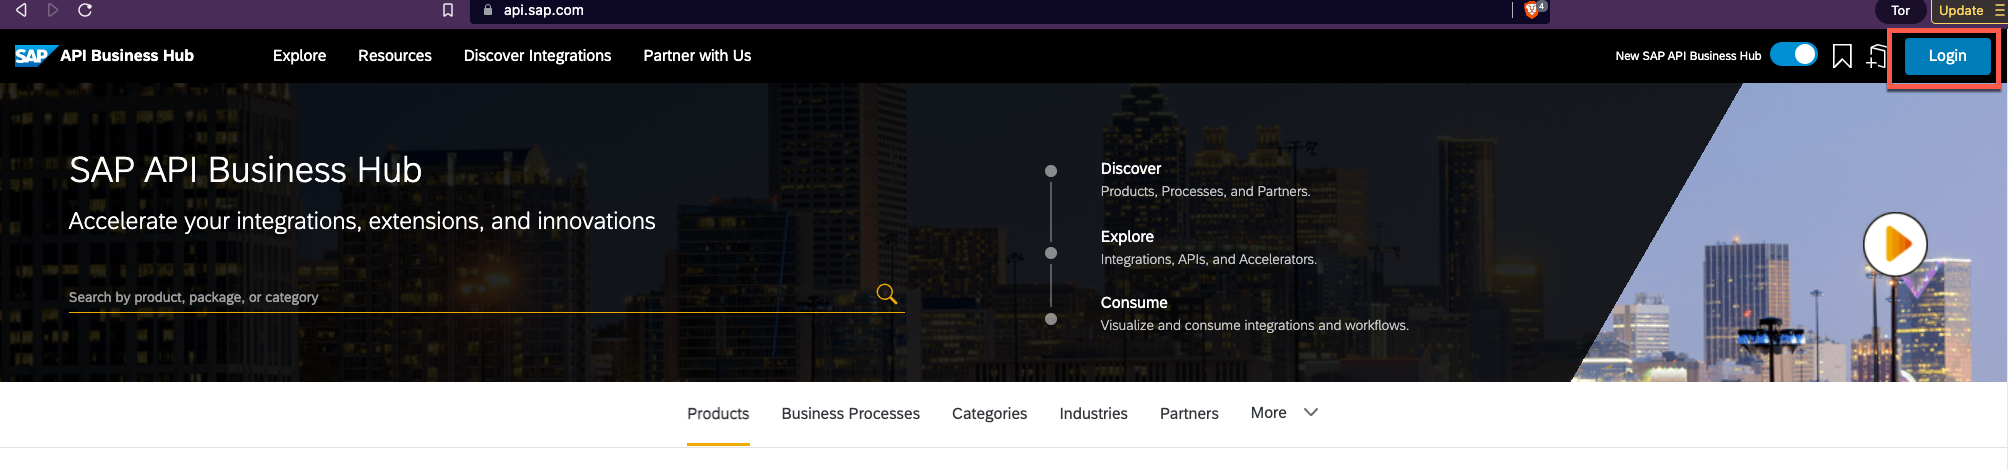 api.sap.com
4
Tor
Update
SAP API Business Hub
Explore
Resources
Discover Integrations
Partner with Us
New SAP API Business Hub
Login
SAP API Business Hub
Accelerate your integrations, extensions, and innovations
Search by product, package, or category
Discover
Products, Processes, and Partners.
Explore
Integrations, APIs, and Accelerators.
Consume
Visualize and consume integrations and workflows.
Products
Business Processes
Categories
Industries
Partners
More